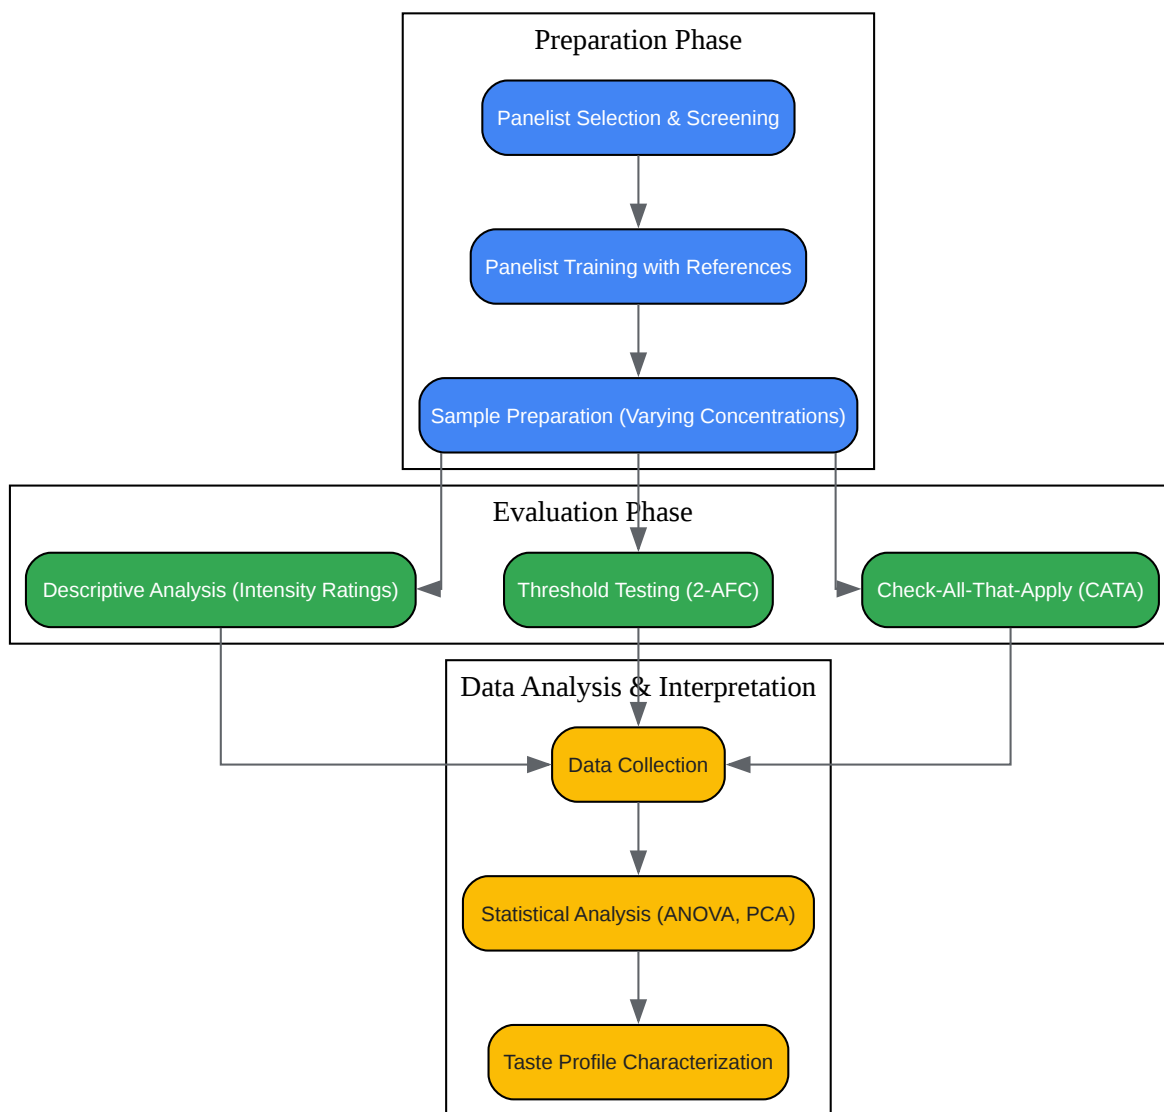 Preparation Phase
Panelist Selection & Screening
Panelist Training with References
Sample Preparation (Varying Concentrations)
Evaluation Phase
Descriptive Analysis (Intensity Ratings)
Threshold Testing (2-AFC)
Check-All-That-Apply (CATA)
Data Analysis & Interpretation
Data Collection
Statistical Analysis (ANOVA, PCA)
Taste Profile Characterization